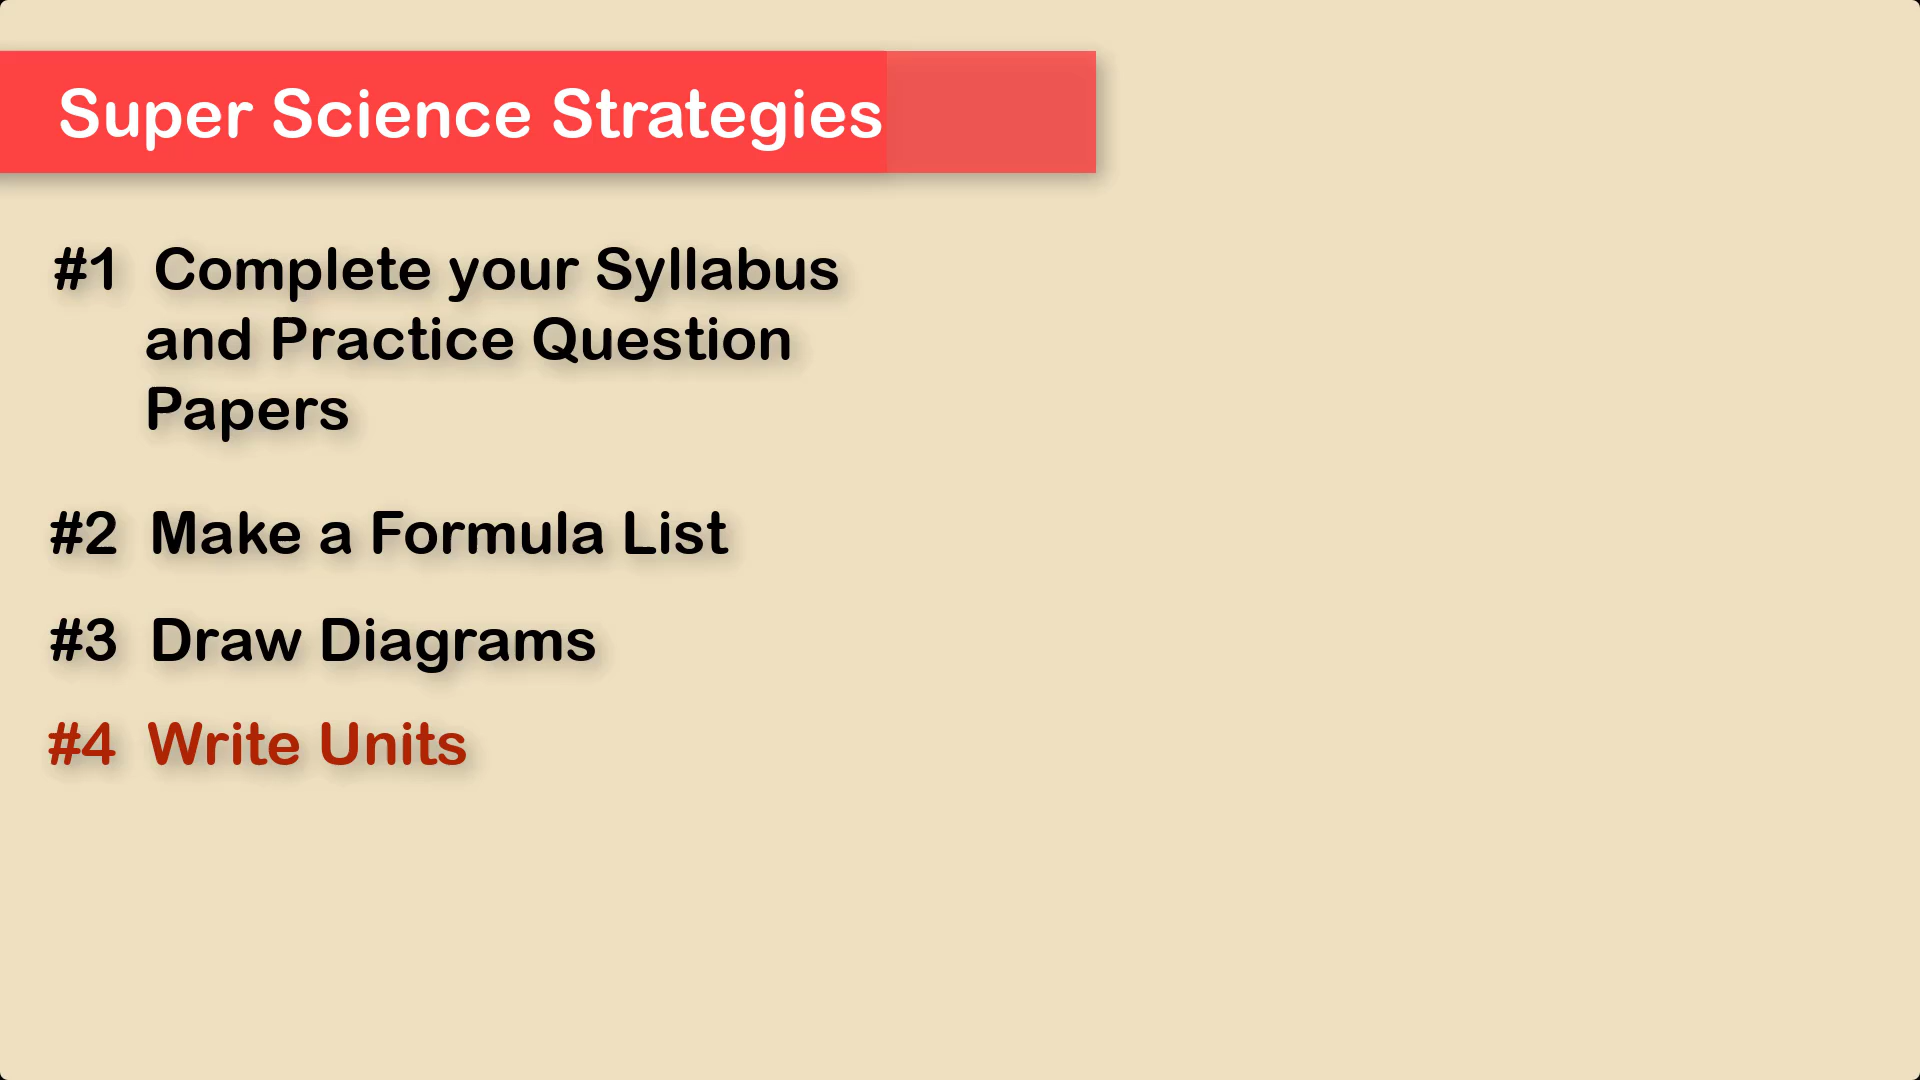 Super Science Strategies
#1 Complete your Syllabus
and Practice Question
Papers
#2 Make a Formula List
#3 Draw Diagrams
#4 Write Units